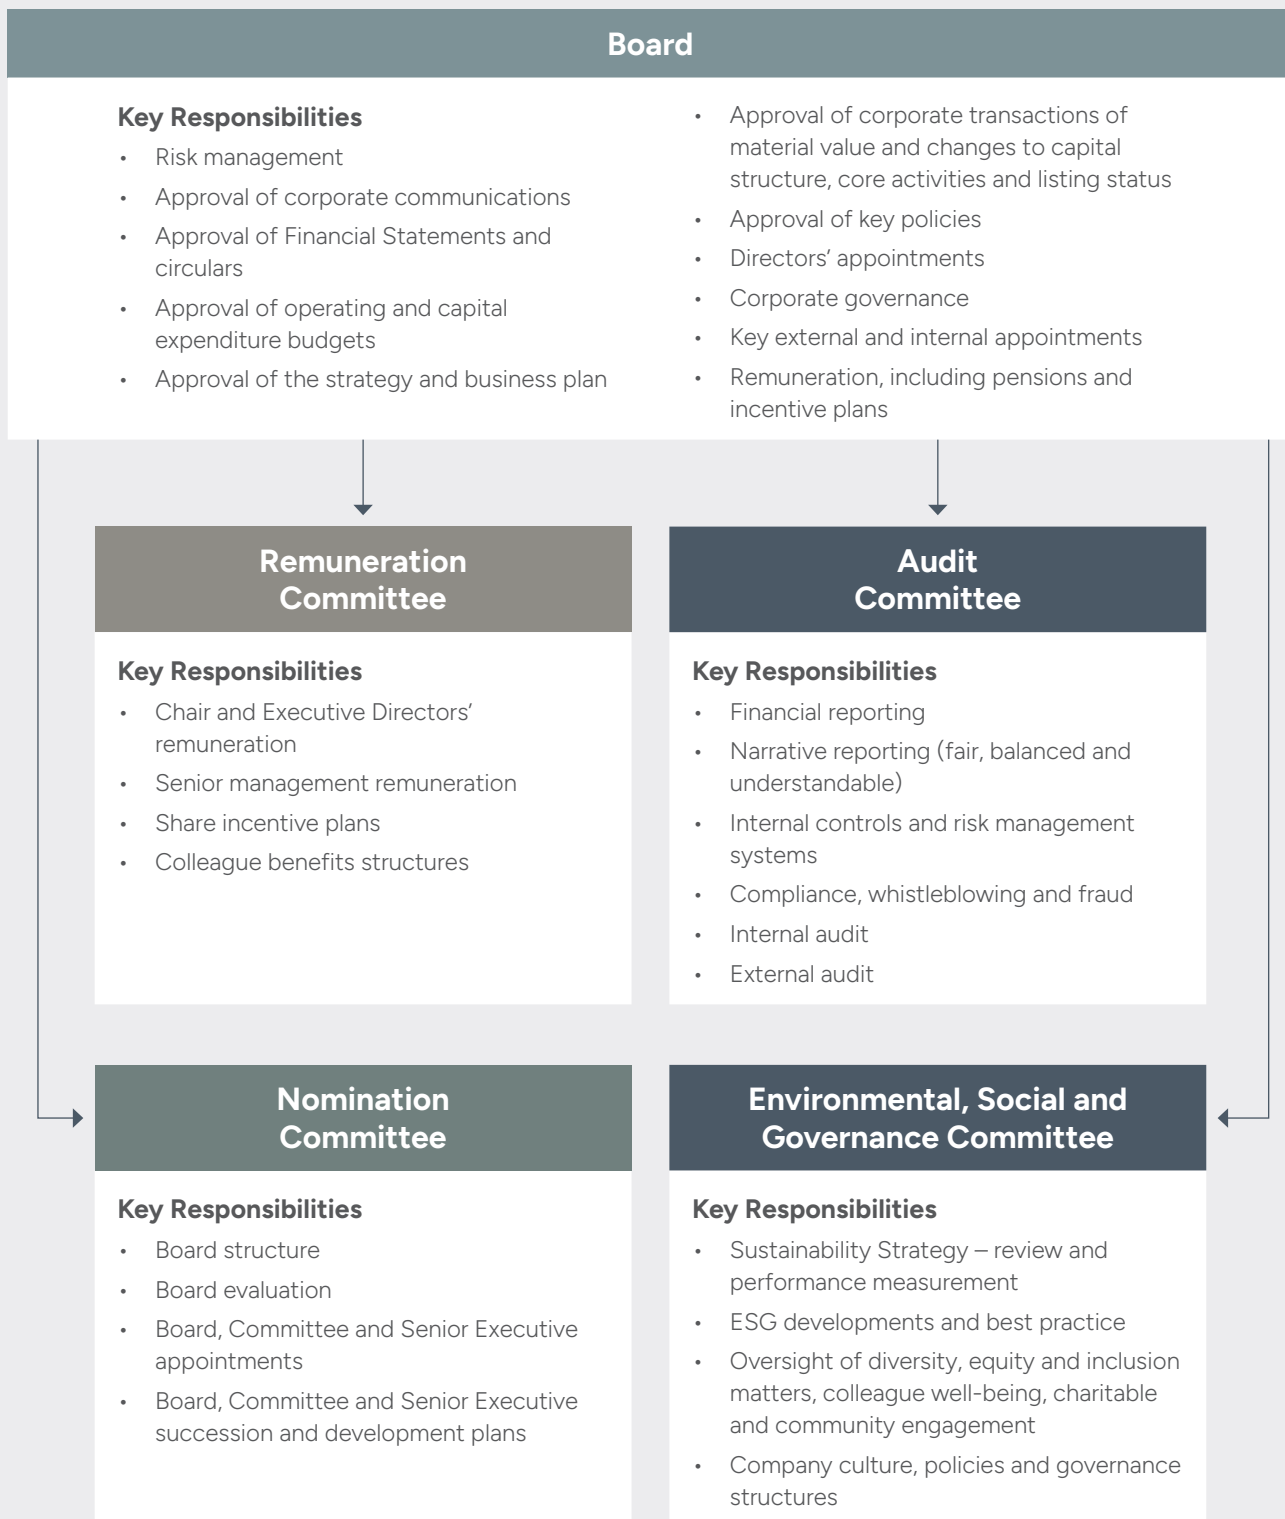 Board
Key Responsibilities
• Risk management
• Approval of corporate communications
• Approval of Financial Statements and
circulars
• Approval of operating and capital
expenditure budgets
• Approval of the strategy and business plan
• Approval of corporate transactions of
material value and changes to capital
structure, core activities and listing status
• Approval of key policies
• Directors’ appointments
• Corporate governance
• Key external and internal appointments
• Remuneration, including pensions and
incentive plans
Remuneration
Committee
Key Responsibilities
• Chair and Executive Directors’
remuneration
• Senior management remuneration
• Share incentive plans
• Colleague benefits structures
Audit
Committee
Key Responsibilities
• Financial reporting
• Narrative reporting (fair, balanced and
understandable)
• Internal controls and risk management
systems
• Compliance, whistleblowing and fraud
• Internal audit
• External audit
Nomination
Committee
Key Responsibilities
• Board structure
• Board evaluation
• Board, Committee and Senior Executive
appointments
• Board, Committee and Senior Executive
succession and development plans
Environmental, Social and
Governance Committee
Key Responsibilities
• Sustainability Strategy – review and
performance measurement
• ESG developments and best practice
• Oversight of diversity, equity and inclusion
matters, colleague well-being, charitable
and community engagement
• Company culture, policies and governance
structures